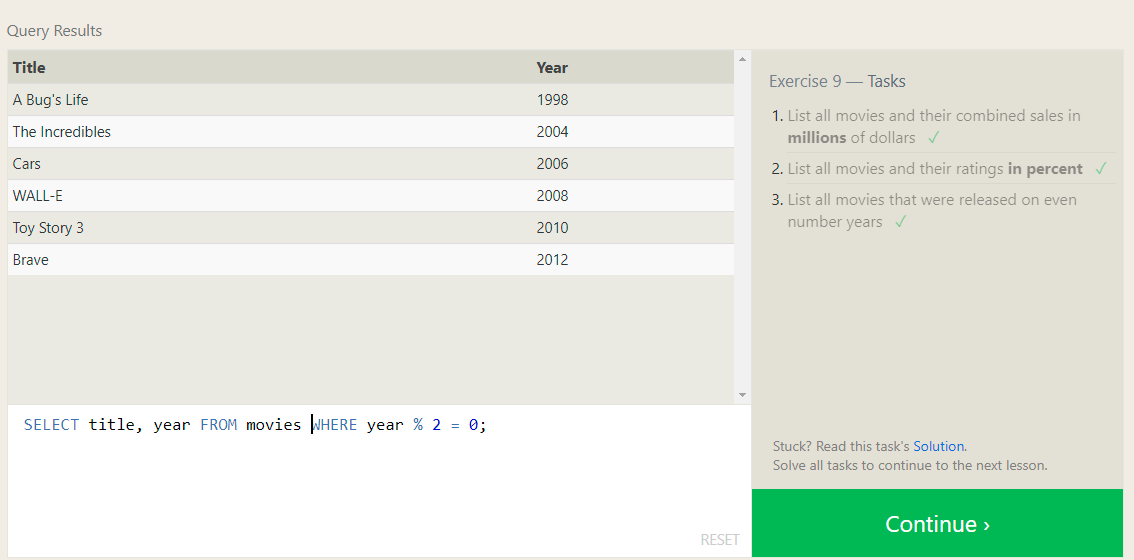 Query Results
Title Year
A Bug's Life 1998
The Incredibles 2004
Cars 2006
WALL-E 2008
Toy Story 3 2010
Brave 2012
SELECT title, year FROM movies WHERE year % 2 = 0;
RESET
Exercise 9 — Tasks
1. List all movies and their combined sales in
millions of dollars ✓
2. List all movies and their ratings in percent ✓
3. List all movies that were released on even
number years ✓
Stuck? Read this task's Solution.
Solve all tasks to continue to the next lesson.
Continue ›